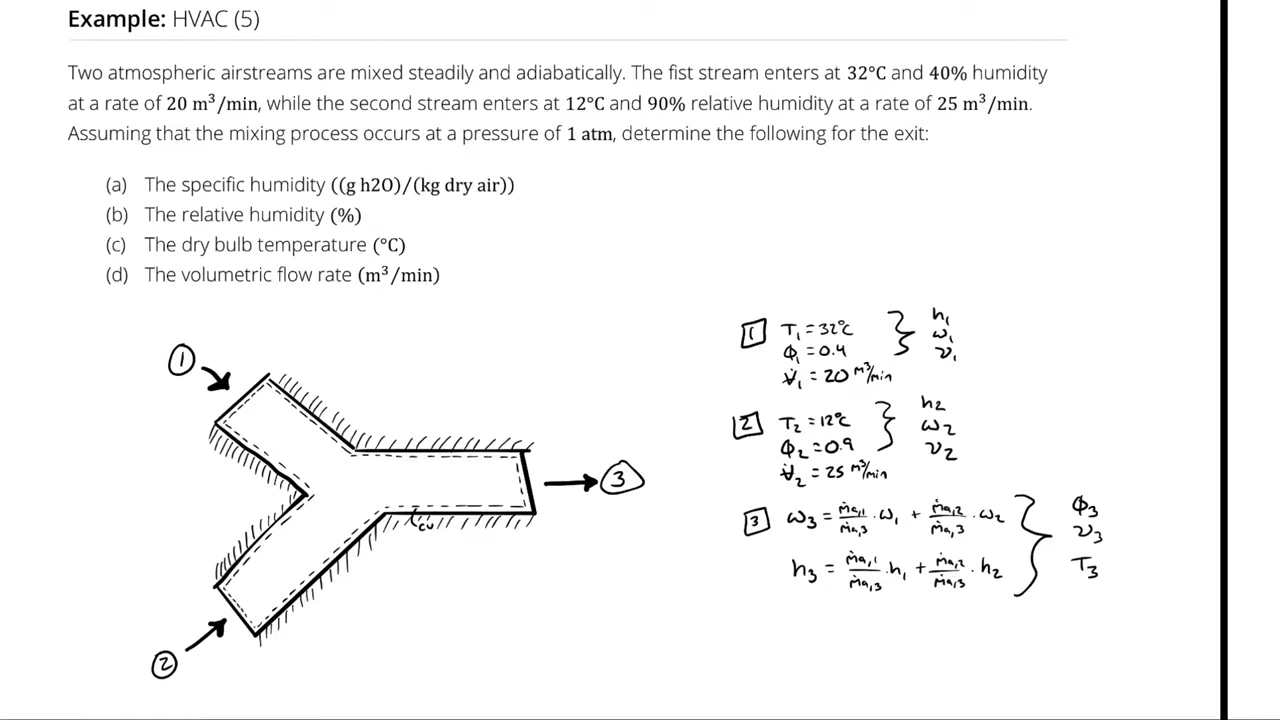 Example: HVAC (5)
Two atmospheric airstreams are mixed steadily and adiabatically. The fist stream enters at 32°C and 40% humidity
at a rate of 20 m³/min, while the second stream enters at 12°C and 90% relative humidity at a rate of 25 m³/min.
Assuming that the mixing process occurs at a pressure of 1 atm, determine the following for the exit:
(a) The specific humidity ((g h2O)/(kg dry air))
(b) The relative humidity (%)
(c) The dry bulb temperature (°C)
(d) The volumetric flow rate (m³/min)
1
2
3
CV
1 T₁ = 32°C
ϕ₁ = 0.4
V̇₁ = 20 m³/min
} h₁
ω₁
v₁
2 T₂ = 12°C
ϕ₂ = 0.9
V̇₂ = 25 m³/min
} h₂
ω₂
v₂
3 ω₃ = ṁa,1/ṁa,3 · ω₁ + ṁa,2/ṁa,3 · ω₂
h₃ = ṁa,1/ṁa,3 · h₁ + ṁa,2/ṁa,3 · h₂
} ϕ₃
v₃
T₃